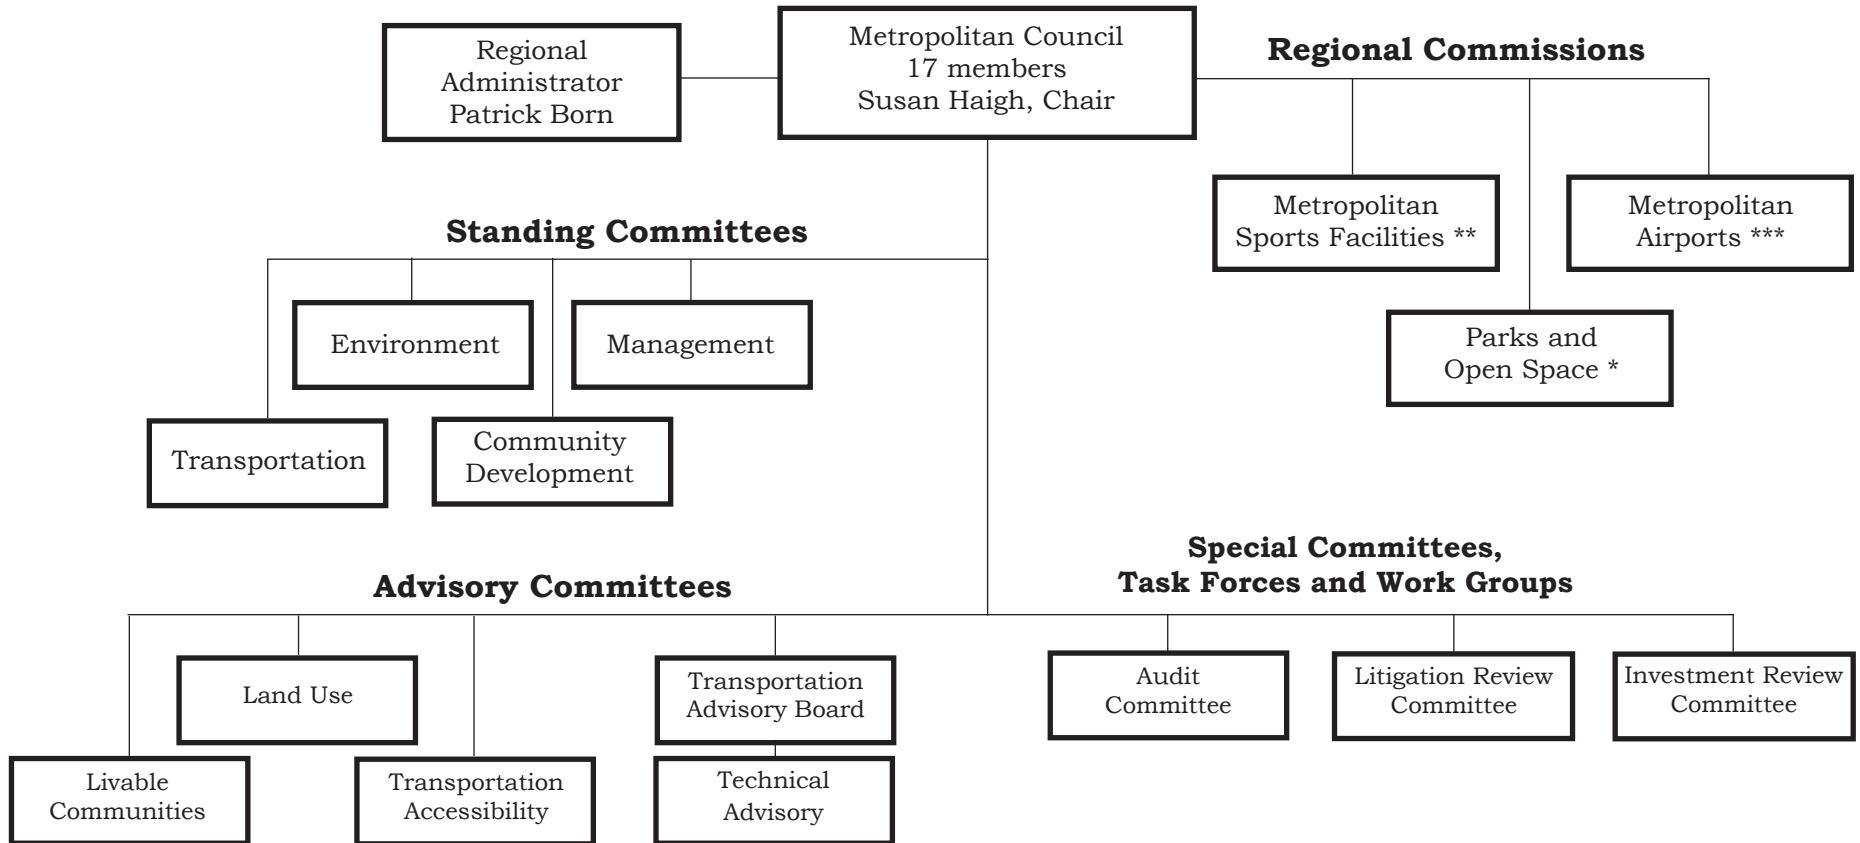 Regional
Administrator
Patrick Born
Metropolitan Council
17 members
Susan Haigh, Chair
Regional Commissions
Metropolitan
Sports Facilities **
Metropolitan
Airports ***
Parks and
Open Space *
Standing Committees
Environment
Management
Transportation
Community
Development
Advisory Committees
Land Use
Transportation
Advisory Board
Livable
Communities
Transportation
Accessibility
Technical
Advisory
Special Committees,
Task Forces and Work Groups
Audit
Committee
Litigation Review
Committee
Investment Review
Committee